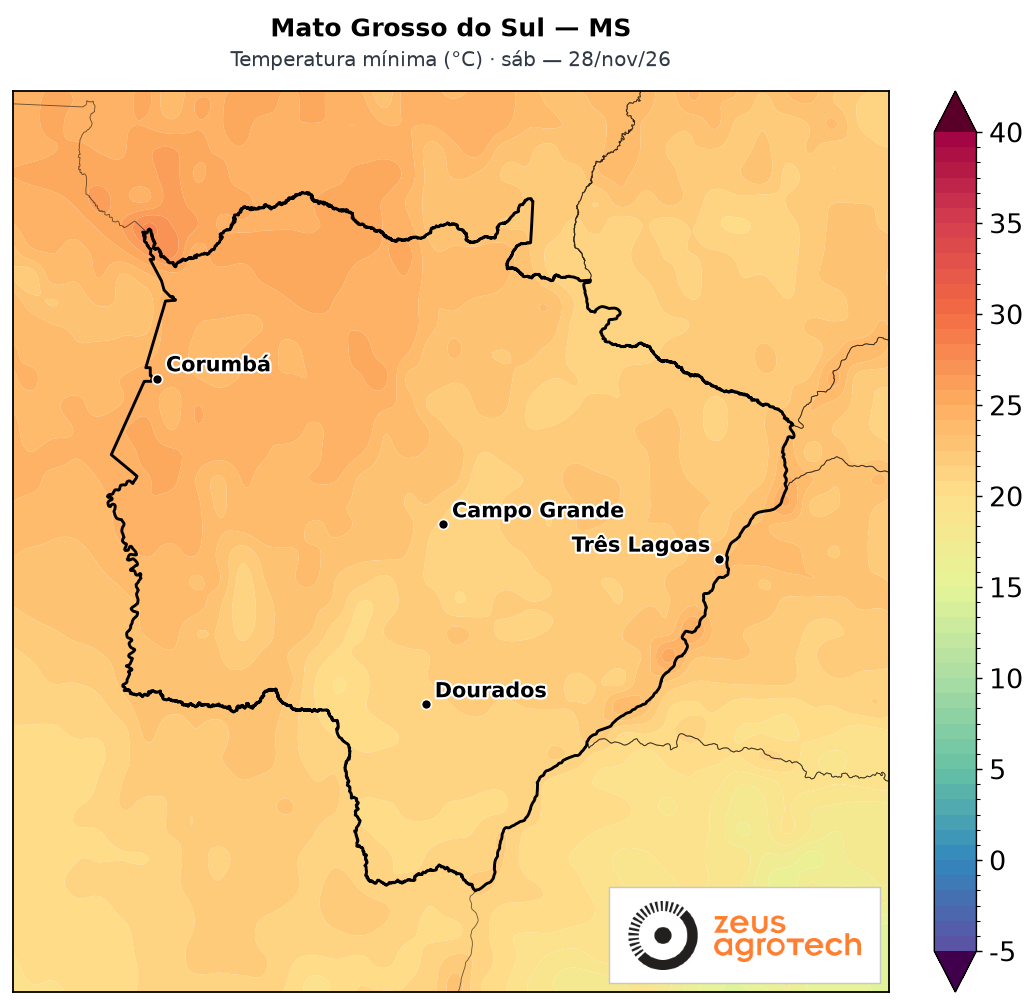 Mato Grosso do Sul — MS
Temperatura mínima (°C) · sáb — 28/nov/26
40
35
30
25
20
15
10
5
0
-5
Corumbá
Campo Grande
Três Lagoas
Dourados
zeus
agrotech